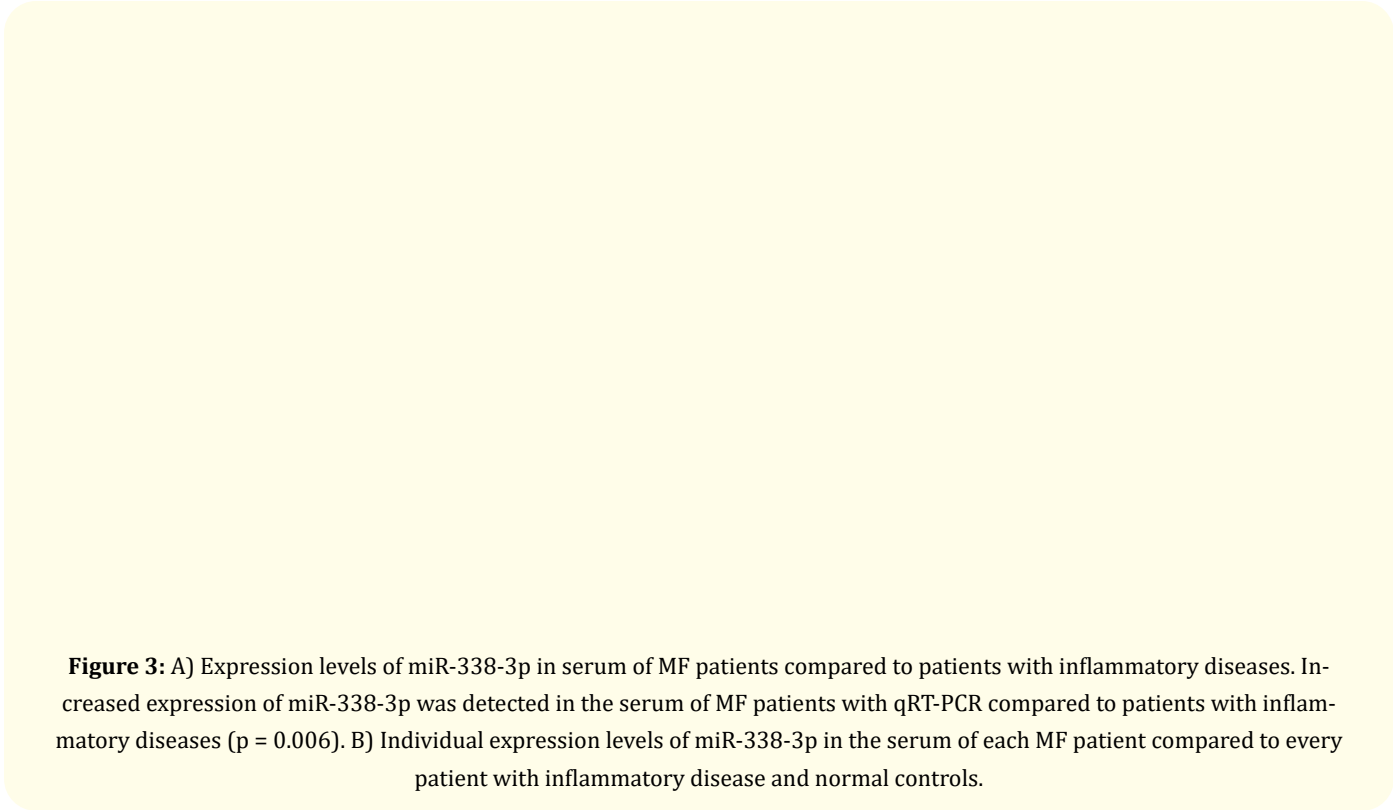 Figure 3: A) Expression levels of miR-338-3p in serum of MF patients compared to patients with inflammatory diseases. In-
creased expression of miR-338-3p was detected in the serum of MF patients with qRT-PCR compared to patients with inflam-
matory diseases (p = 0.006). B) Individual expression levels of miR-338-3p in the serum of each MF patient compared to every
patient with inflammatory disease and normal controls.